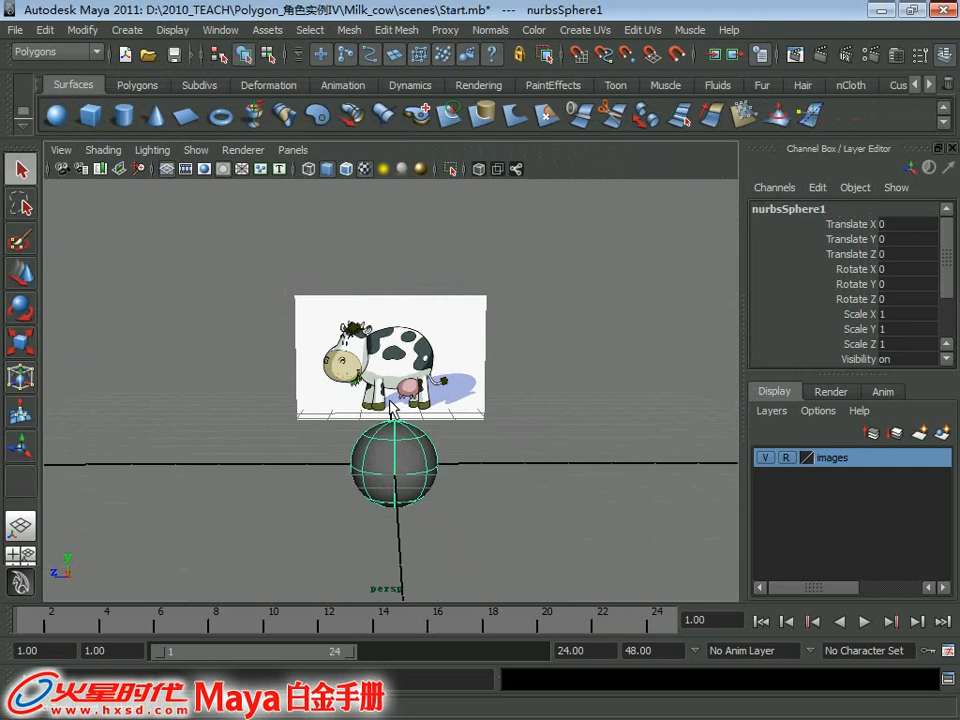 Autodesk Maya 2011: D:\2010_TEACH\Polygon_角色实例IV\Milk_cow\scenes\Start.mb* --- nurbsSphere1
File Edit Modify Create Display Window Assets Select Mesh Edit Mesh Proxy Normals Color Create UVs Edit UVs Muscle Help
Polygons
Surfaces Polygons Subdivs Deformation Animation Dynamics Rendering PaintEffects Toon Muscle Fluids Fur Hair nCloth Cus
View Shading Lighting Show Renderer Panels
Channel Box / Layer Editor
Channels Edit Object Show
nurbsSphere1
Translate X 0
Translate Y 0
Translate Z 0
Rotate X 0
Rotate Y 0
Rotate Z 0
Scale X 1
Scale Y 1
Scale Z 1
Visibility on
Display Render Anim
Layers Options Help
V R images
y
z
persp
2 4 6 8 10 12 14 16 18 20 22 24
1.00
1.00 1.00 1 24 24.00 48.00 No Anim Layer No Character Set
火星时代 Maya 白金手册
www.hxsd.com